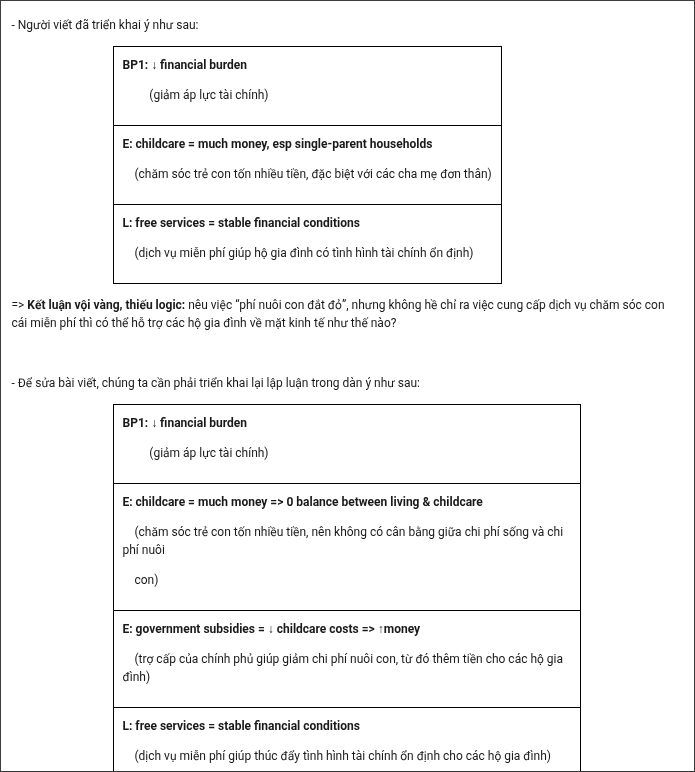 - Người viết đã triển khai ý như sau:
BP1: ↓ financial burden
(giảm áp lực tài chính)
E: childcare = much money, esp single-parent households
(chăm sóc trẻ con tốn nhiều tiền, đặc biệt với các cha mẹ đơn thân)
L: free services = stable financial conditions
(dịch vụ miễn phí giúp hộ gia đình có tình hình tài chính ổn định)
=> Kết luận vội vàng, thiếu logic: nêu việc “phí nuôi con đắt đỏ”, nhưng không hề chỉ ra việc cung cấp dịch vụ chăm sóc con
cái miễn phí thì có thể hỗ trợ các hộ gia đình về mặt kinh tế như thế nào?
- Để sửa bài viết, chúng ta cần phải triển khai lại lập luận trong dàn ý như sau:
BP1: ↓ financial burden
(giảm áp lực tài chính)
E: childcare = much money => 0 balance between living & childcare
(chăm sóc trẻ con tốn nhiều tiền, nên không có cân bằng giữa chi phí sống và chi
phí nuôi
con)
E: government subsidies = ↓ childcare costs => ↑money
(trợ cấp của chính phủ giúp giảm chi phí nuôi con, từ đó thêm tiền cho các hộ gia
đình)
L: free services = stable financial conditions
(dịch vụ miễn phí giúp thúc đẩy tình hình tài chính ổn định cho các hộ gia đình)